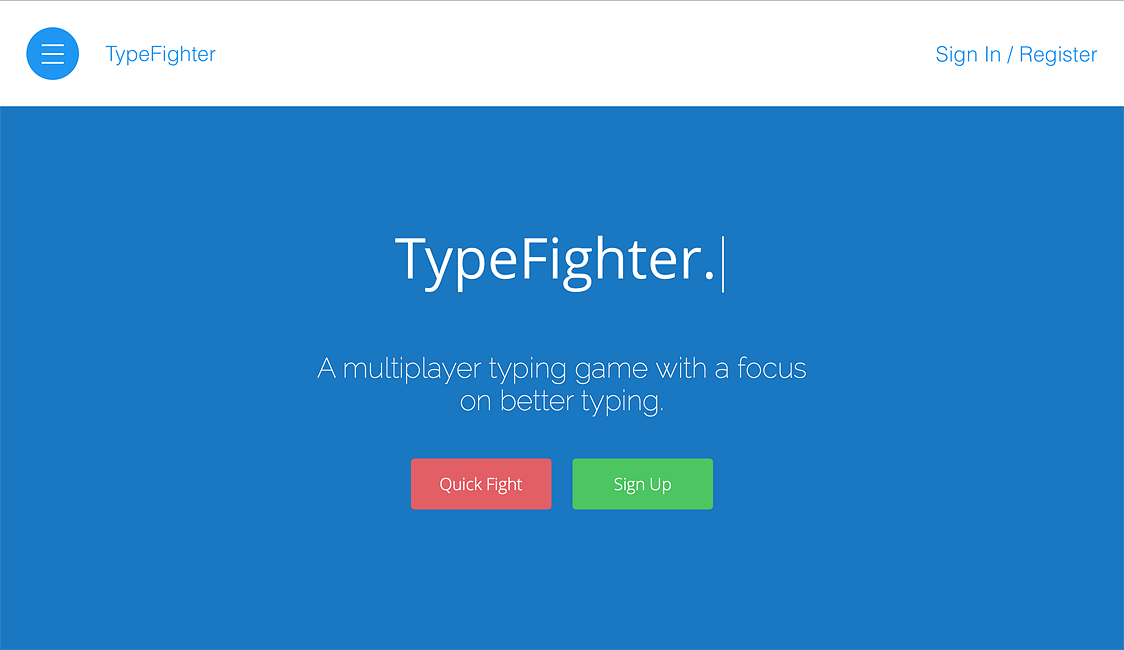 TypeFighter
Sign In / Register
TypeFighter.
A multiplayer typing game with a focus
on better typing.
Quick Fight
Sign Up